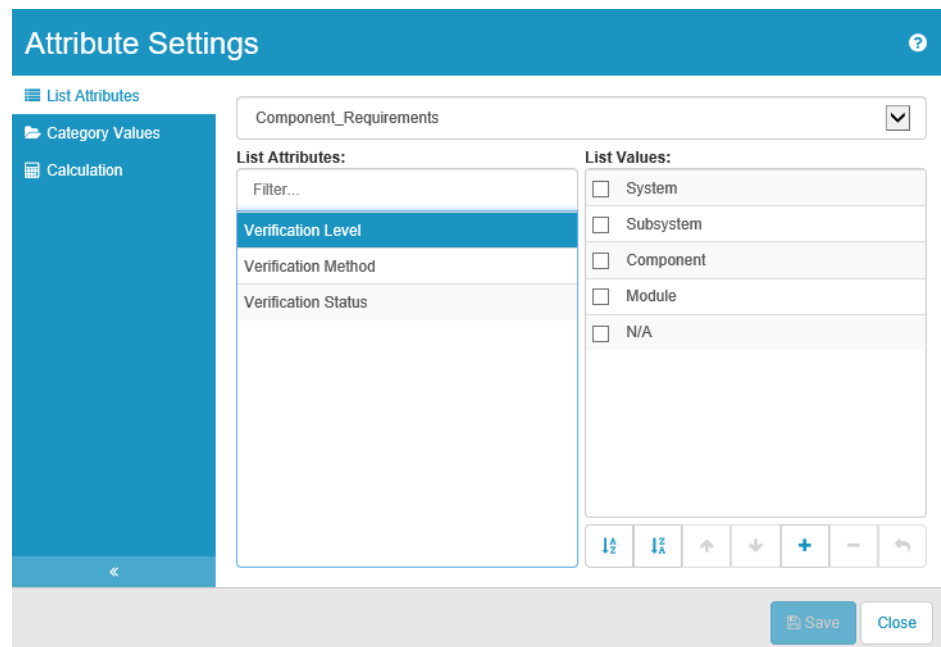 Attribute Settings
List Attributes
Category Values
Calculation
Component_Requirements
List Attributes:
Filter...
Verification Level
Verification Method
Verification Status
List Values:
System
Subsystem
Component
Module
N/A
A
Z
Z
A
Save
Close